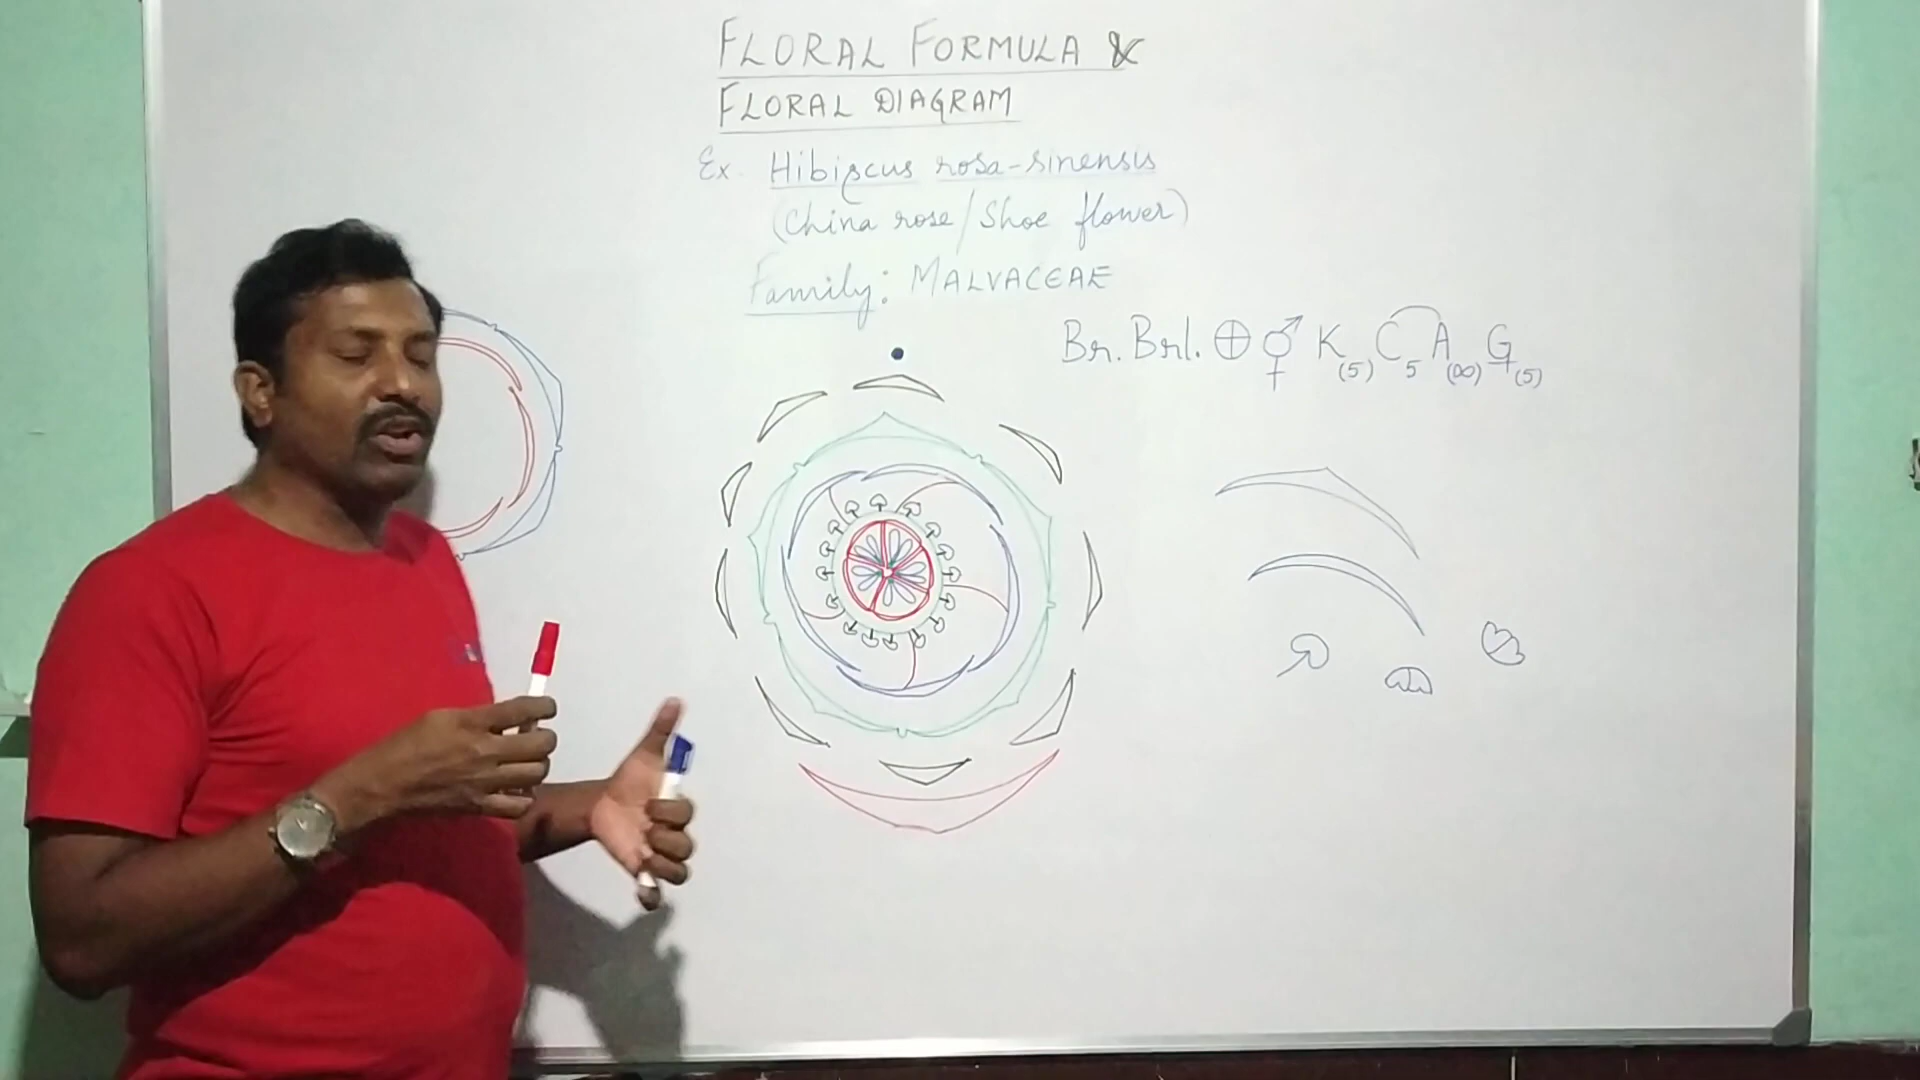 FLORAL FORMULA &
FLORAL DIAGRAM
Ex. Hibiscus rosa-sinensis
(China rose/Shoe flower)
Family: MALVACEAE
Br. Brl. ⊕ ⚥ K(5) C5 A(∞) G(5)